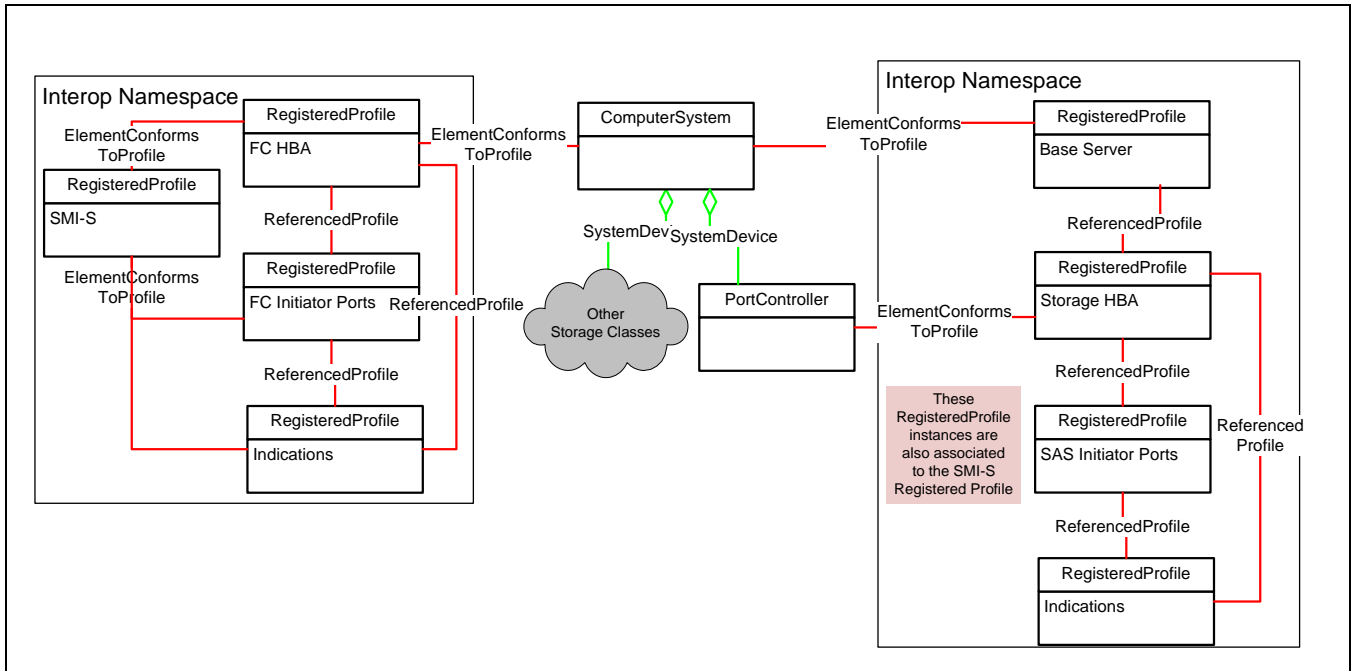 Interop Namespace
RegisteredProfile
FC HBA
ElementConforms
ToProfile
RegisteredProfile
SMI-S
ElementConforms
ToProfile
ReferencedProfile
RegisteredProfile
FC Initiator Ports
ReferencedProfile
ReferencedProfile
RegisteredProfile
Indications
ElementConforms
ToProfile
ComputerSystem
SystemDevi
SystemDevice
Other
Storage Classes
PortController
ElementConforms
ToProfile
ElementConforms
ToProfile
Interop Namespace
RegisteredProfile
Base Server
ReferencedProfile
RegisteredProfile
Storage HBA
ReferencedProfile
These
RegisteredProfile
instances are
also associated
to the SMI-S
Registered Profile
RegisteredProfile
SAS Initiator Ports
Referenced
Profile
ReferencedProfile
RegisteredProfile
Indications